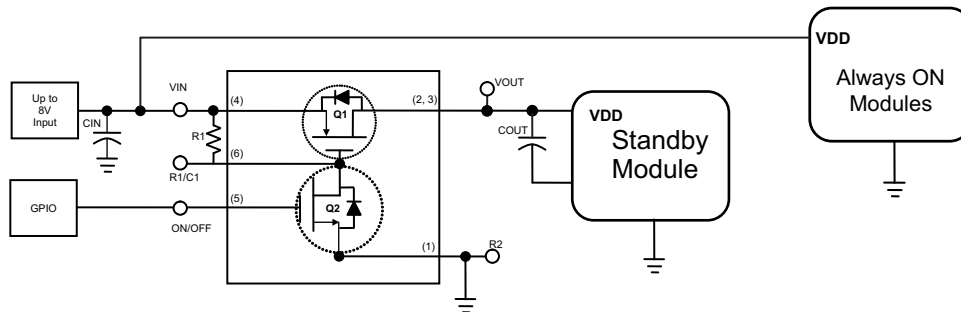 VDD
Always ON
Modules
Up to
8V
Input
CIN
VIN
(4)
Q1
(2, 3)
VOUT
COUT
VDD
Standby
Module
R1
(6)
R1/C1
GPIO
(5)
ON/OFF
Q2
(1)
R2